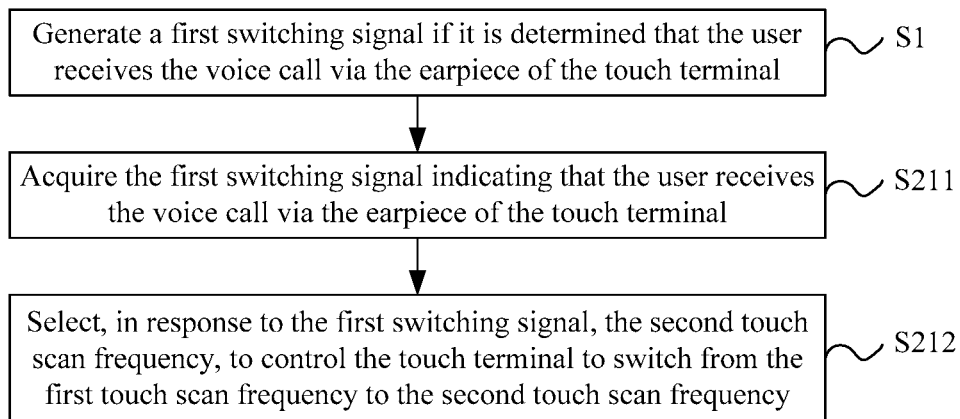 Generate a first switching signal if it is determined that the user
receives the voice call via the earpiece of the touch terminal
S1
Acquire the first switching signal indicating that the user receives
the voice call via the earpiece of the touch terminal
S211
Select, in response to the first switching signal, the second touch
scan frequency, to control the touch terminal to switch from the
first touch scan frequency to the second touch scan frequency
S212